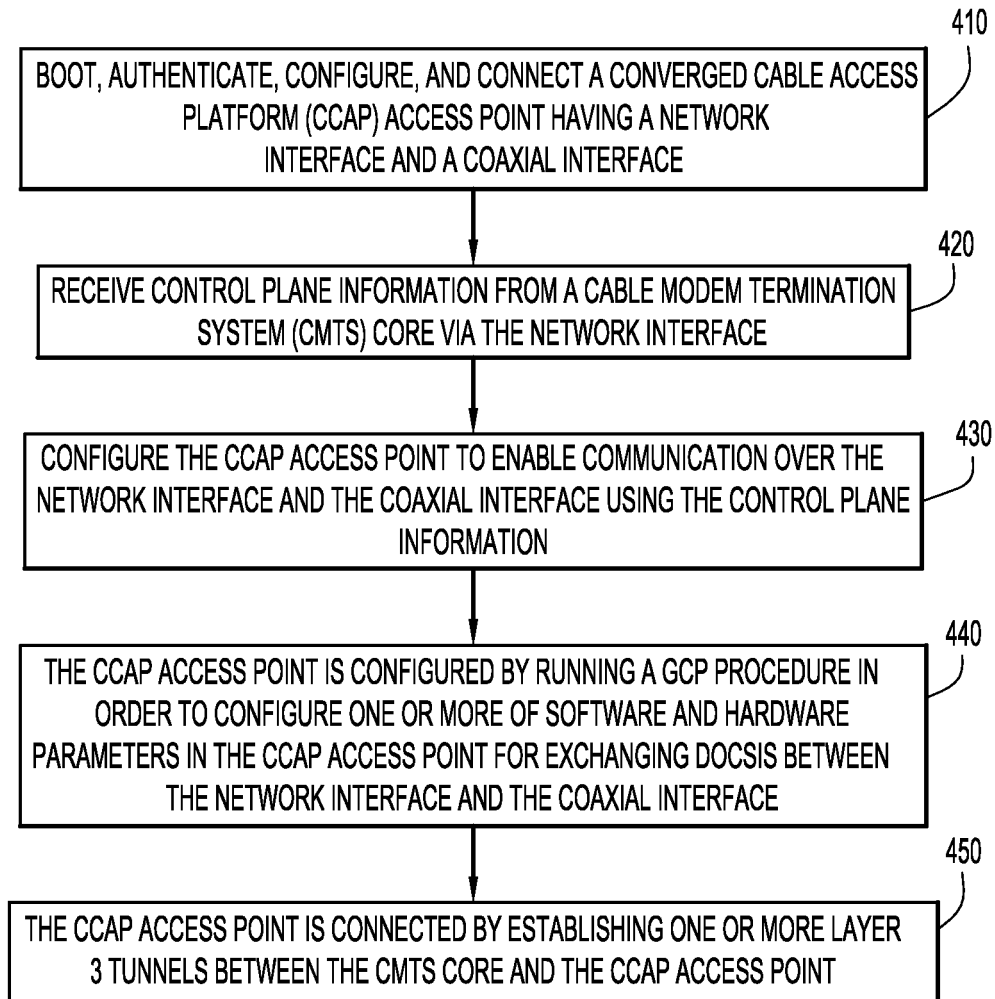 410
BOOT, AUTHENTICATE, CONFIGURE, AND CONNECT A CONVERGED CABLE ACCESS
PLATFORM (CCAP) ACCESS POINT HAVING A NETWORK
INTERFACE AND A COAXIAL INTERFACE
420
RECEIVE CONTROL PLANE INFORMATION FROM A CABLE MODEM TERMINATION
SYSTEM (CMTS) CORE VIA THE NETWORK INTERFACE
430
CONFIGURE THE CCAP ACCESS POINT TO ENABLE COMMUNICATION OVER THE
NETWORK INTERFACE AND THE COAXIAL INTERFACE USING THE CONTROL PLANE
INFORMATION
440
THE CCAP ACCESS POINT IS CONFIGURED BY RUNNING A GCP PROCEDURE IN
ORDER TO CONFIGURE ONE OR MORE OF SOFTWARE AND HARDWARE
PARAMETERS IN THE CCAP ACCESS POINT FOR EXCHANGING DOCSIS BETWEEN
THE NETWORK INTERFACE AND THE COAXIAL INTERFACE
450
THE CCAP ACCESS POINT IS CONNECTED BY ESTABLISHING ONE OR MORE LAYER
3 TUNNELS BETWEEN THE CMTS CORE AND THE CCAP ACCESS POINT